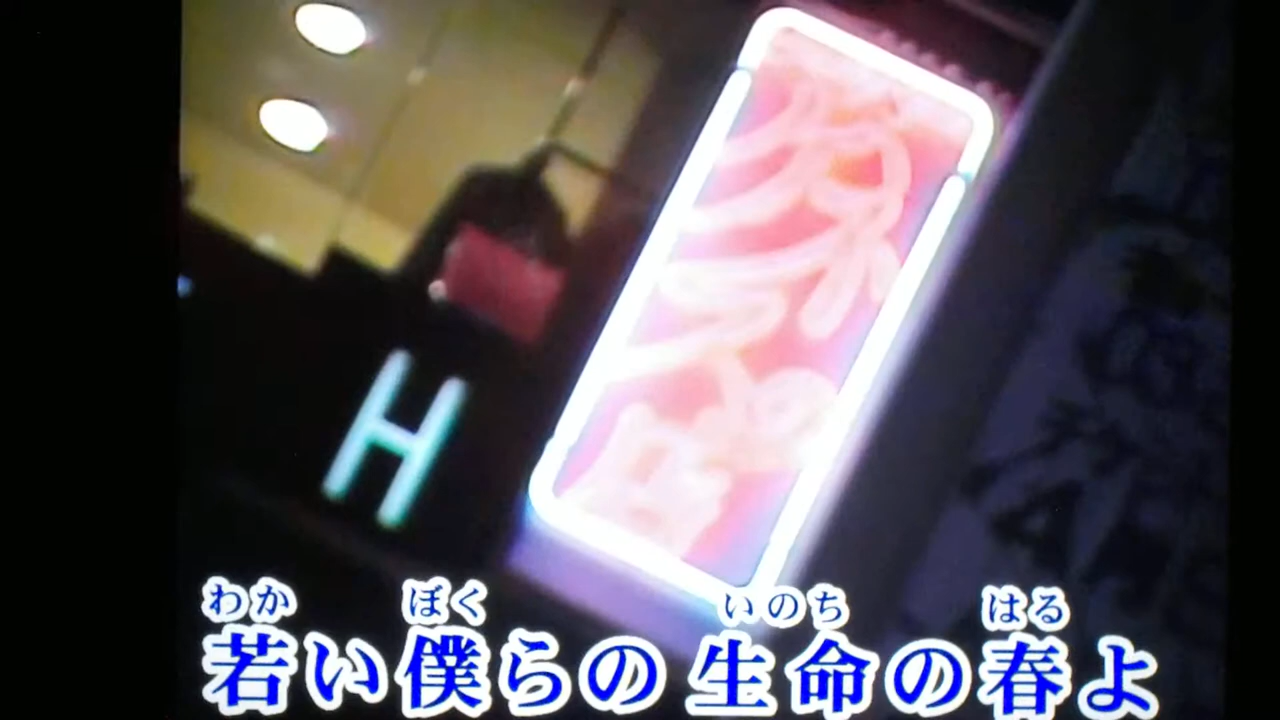 H
わか ぼく いのち はる
若い僕らの 生命の春よ